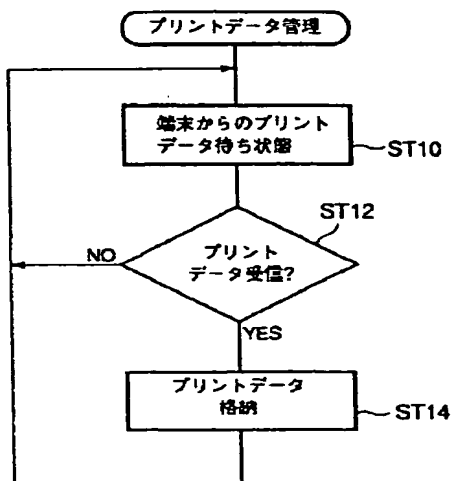 プリントデータ管理
端末からのプリント
データ待ち状態
ST10
ST12
プリント
データ受信?
NO
YES
プリントデータ
格納
ST14